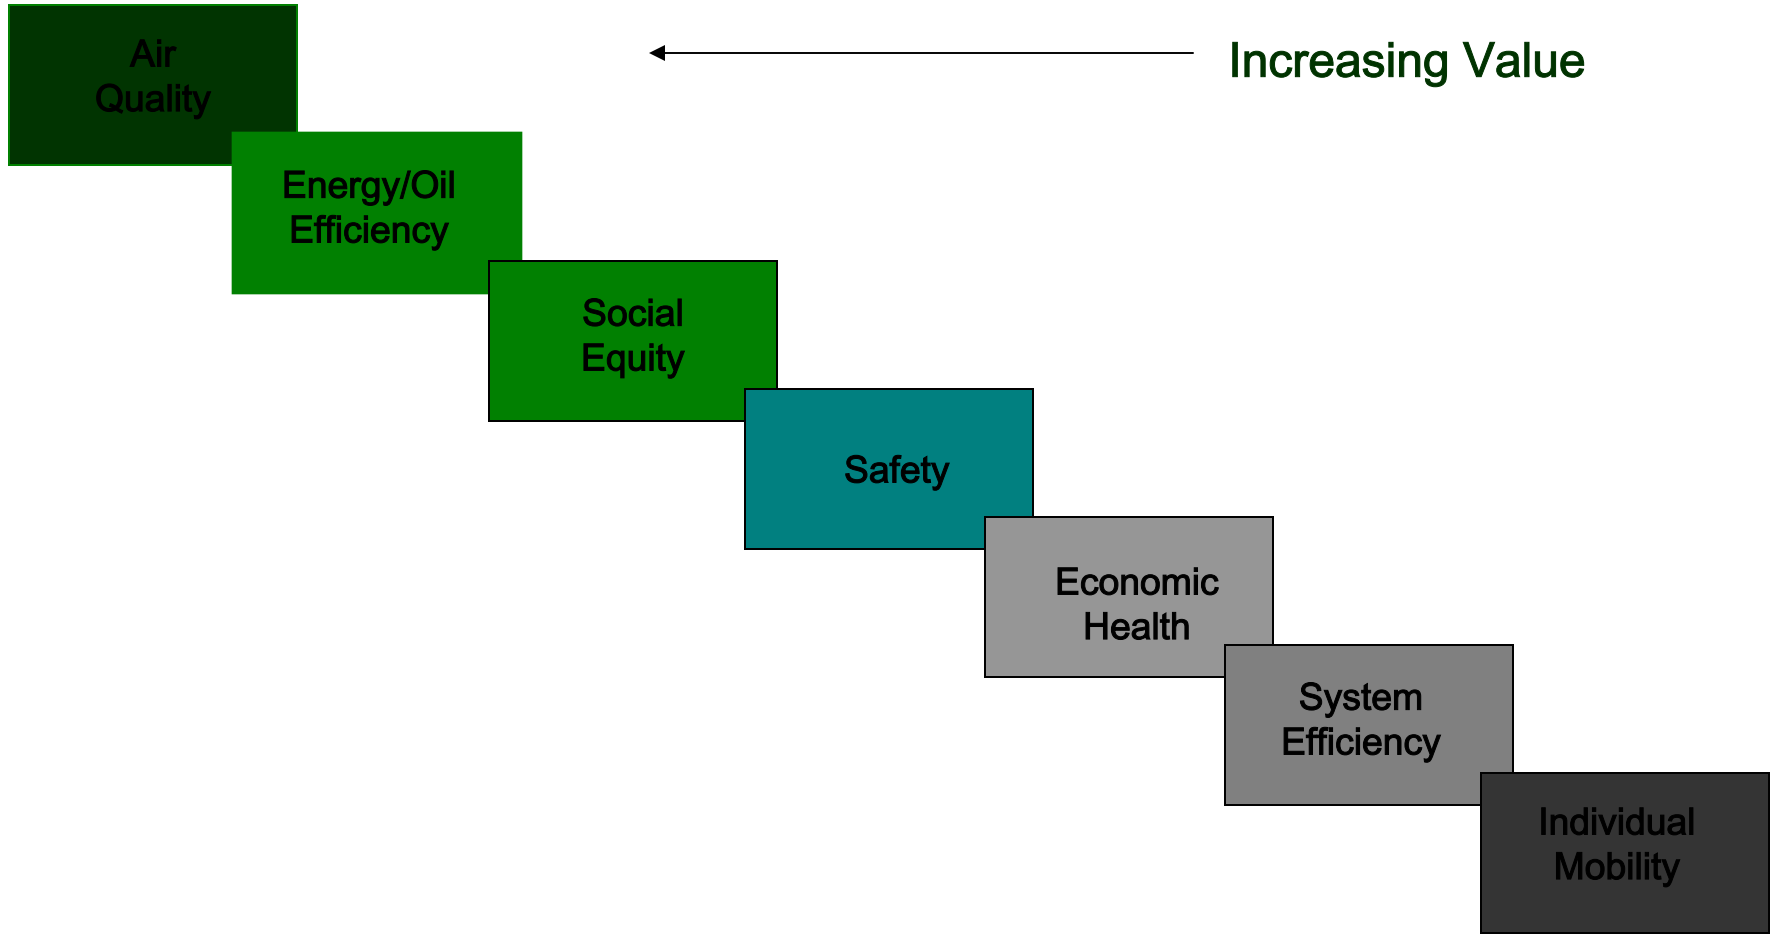 Air
Quality
Increasing Value
Energy/Oil
Efficiency
Social
Equity
Safety
Economic
Health
System
Efficiency
Individual
Mobility